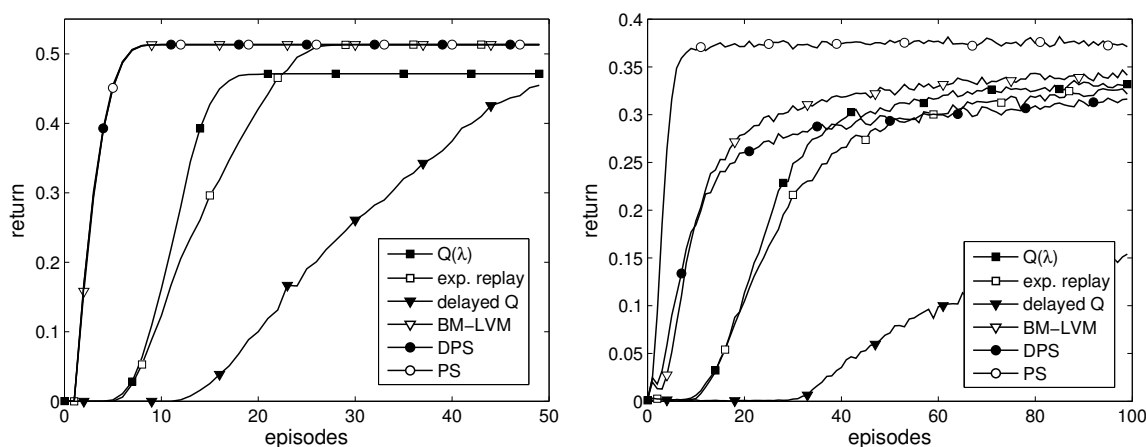 0.5
0.4
0.3
0.2
0.1
0
return
0
10
20
30
40
50
episodes
Q(λ)
exp. replay
delayed Q
BM−LVM
DPS
PS
0.4
0.35
0.3
0.25
0.2
0.15
0.1
0.05
0
return
0
20
40
60
80
100
episodes
Q(λ)
exp. replay
delayed Q
BM−LVM
DPS
PS